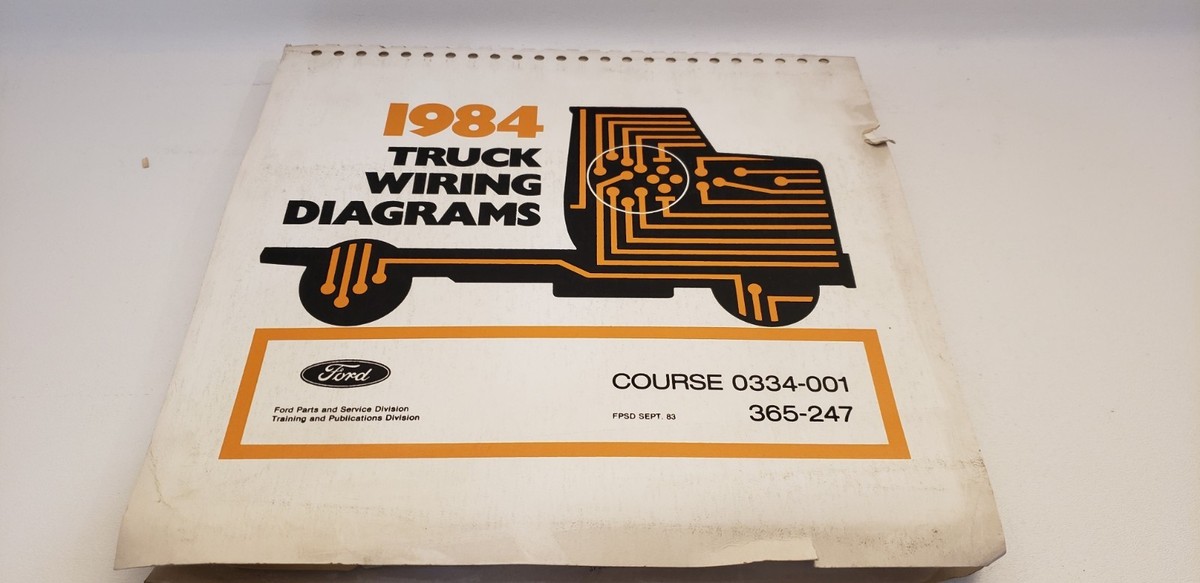 1984
TRUCK
WIRING
DIAGRAMS
Ford
Ford Parts and Service Division
Training and Publications Division
COURSE 0334-001
FPSD SEPT. 83 365-247